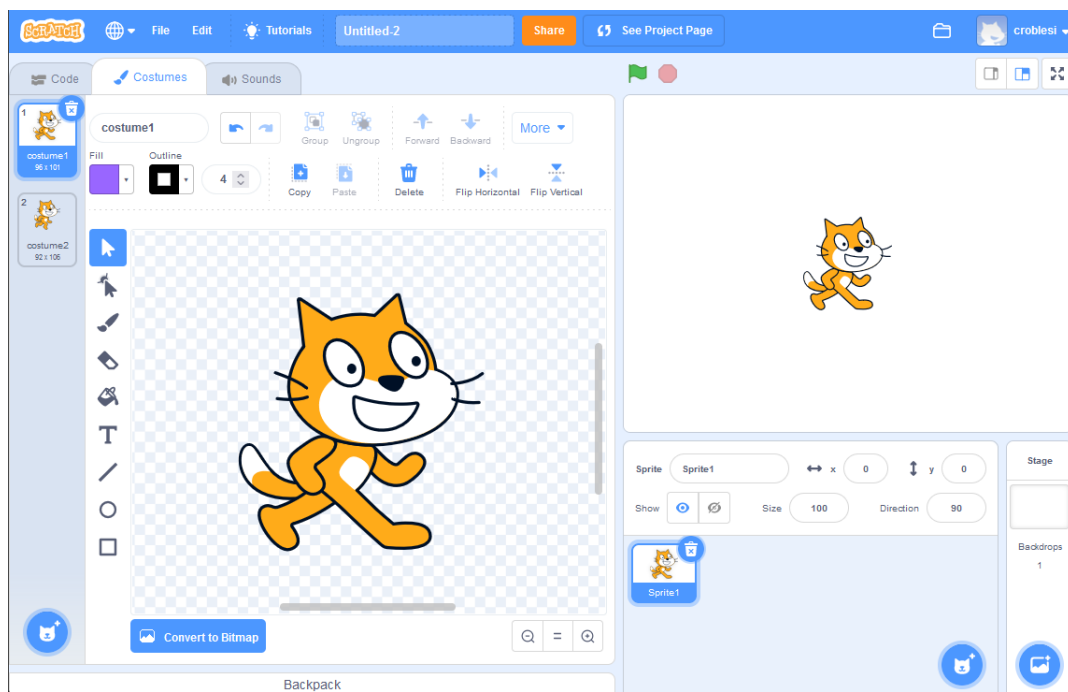 SCRATCH File Edit Tutorials Untitled-2 Share See Project Page croblesi
Code Costumes Sounds
1
costume1
96 x 101
2
costume2
92 x 106
costume1 Group Ungroup Forward Backward More
Fill Outline 4 Copy Paste Delete Flip Horizontal Flip Vertical
T
Convert to Bitmap =
Backpack
Sprite Sprite1 x 0 y 0
Show Size 100 Direction 90
Sprite1
Stage
Backdrops
1